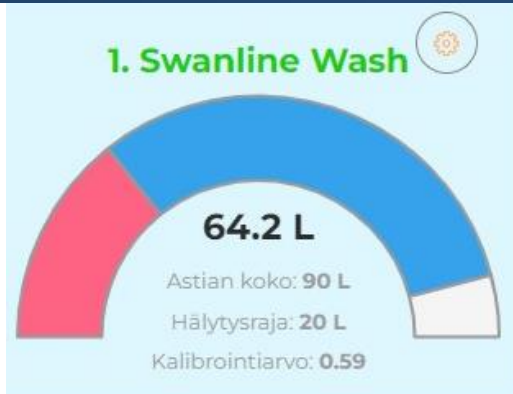 1. Swanline Wash
64.2 L
Astian koko: 90 L
Hälytysraja: 20 L
Kalibrointiarvo: 0.59